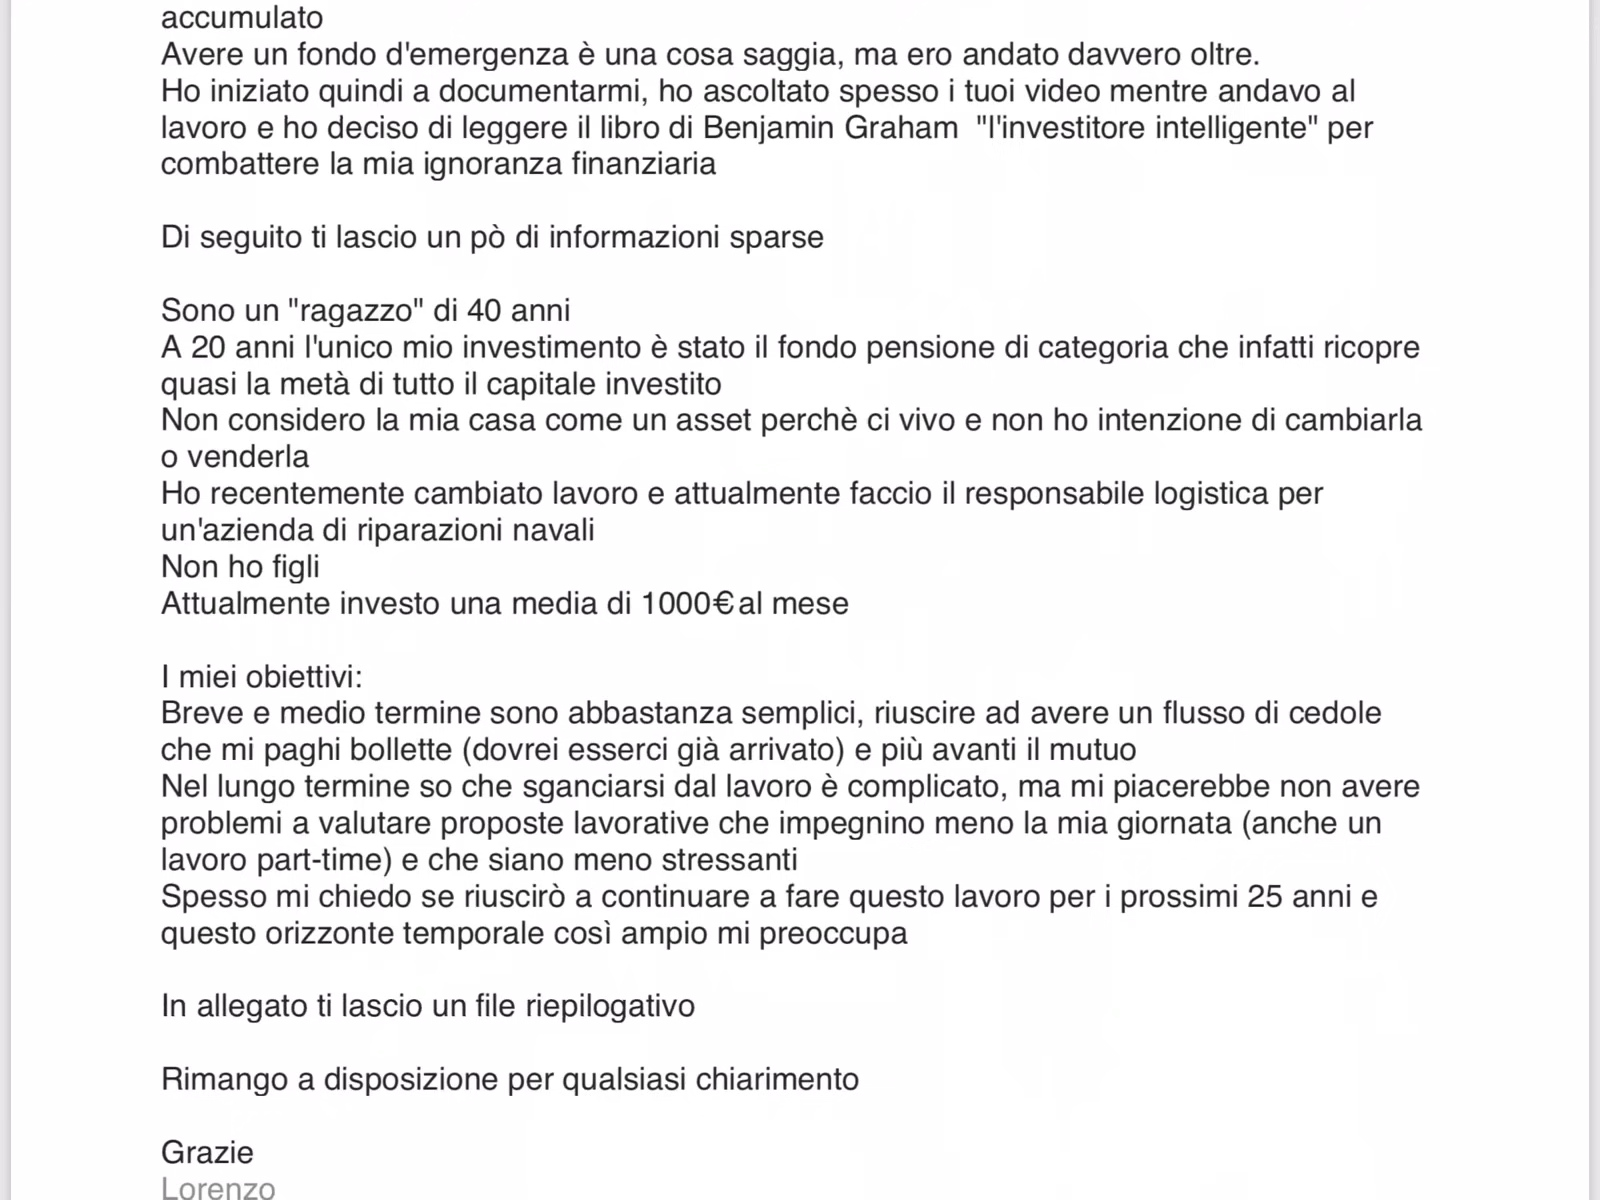 accumulato
Avere un fondo d'emergenza è una cosa saggia, ma ero andato davvero oltre.
Ho iniziato quindi a documentarmi, ho ascoltato spesso i tuoi video mentre andavo al
lavoro e ho deciso di leggere il libro di Benjamin Graham  "l'investitore intelligente" per
combattere la mia ignoranza finanziaria
Di seguito ti lascio un pò di informazioni sparse
Sono un "ragazzo" di 40 anni
A 20 anni l'unico mio investimento è stato il fondo pensione di categoria che infatti ricopre
quasi la metà di tutto il capitale investito
Non considero la mia casa come un asset perchè ci vivo e non ho intenzione di cambiarla
o venderla
Ho recentemente cambiato lavoro e attualmente faccio il responsabile logistica per
un'azienda di riparazioni navali
Non ho figli
Attualmente investo una media di 1000€ al mese
I miei obiettivi:
Breve e medio termine sono abbastanza semplici, riuscire ad avere un flusso di cedole
che mi paghi bollette (dovrei esserci già arrivato) e più avanti il mutuo
Nel lungo termine so che sganciarsi dal lavoro è complicato, ma mi piacerebbe non avere
problemi a valutare proposte lavorative che impegnino meno la mia giornata (anche un
lavoro part-time) e che siano meno stressanti
Spesso mi chiedo se riuscirò a continuare a fare questo lavoro per i prossimi 25 anni e
questo orizzonte temporale così ampio mi preoccupa
In allegato ti lascio un file riepilogativo
Rimango a disposizione per qualsiasi chiarimento
Grazie
Lorenzo